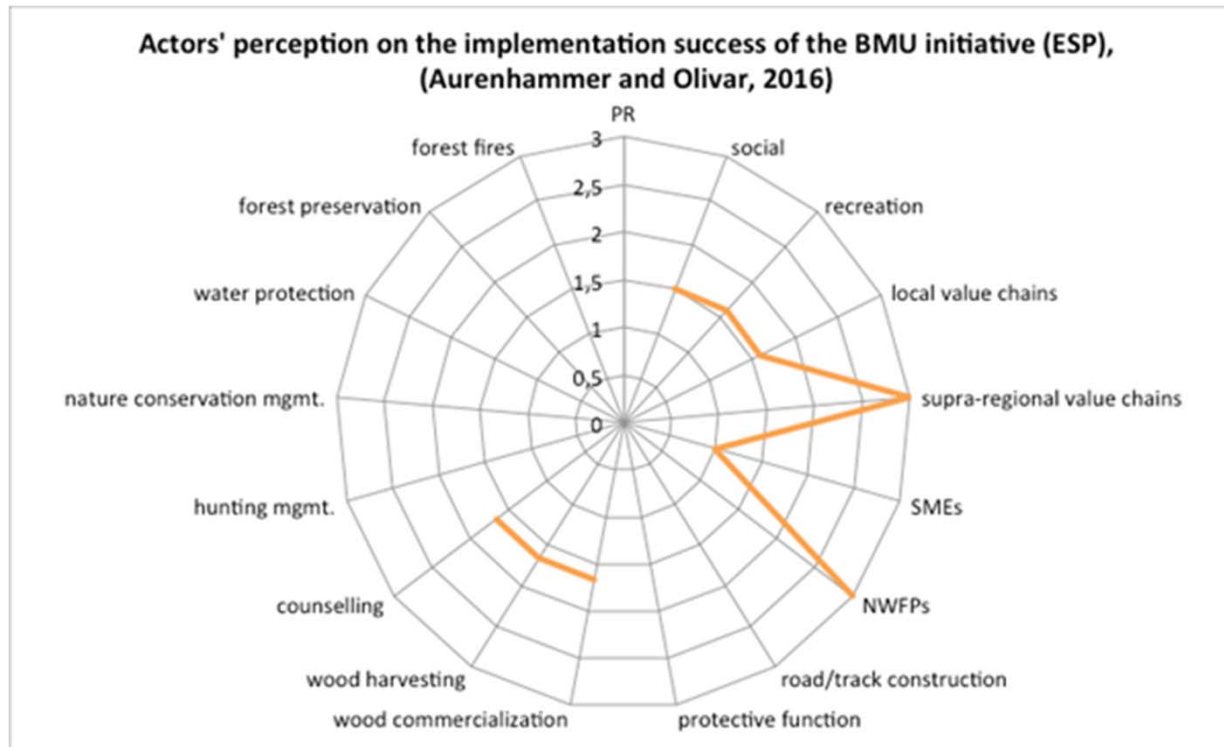 Actors' perception on the implementation success of the BMU initiative (ESP),
(Aurenhammer and Olivar, 2016)
PR
social
recreation
local value chains
supra-regional value chains
SMEs
NWFPs
road/track construction
protective function
wood commercialization
wood harvesting
counselling
hunting mgmt.
nature conservation mgmt.
water protection
forest preservation
forest fires
3
2,5
2
1,5
1
0,5
0